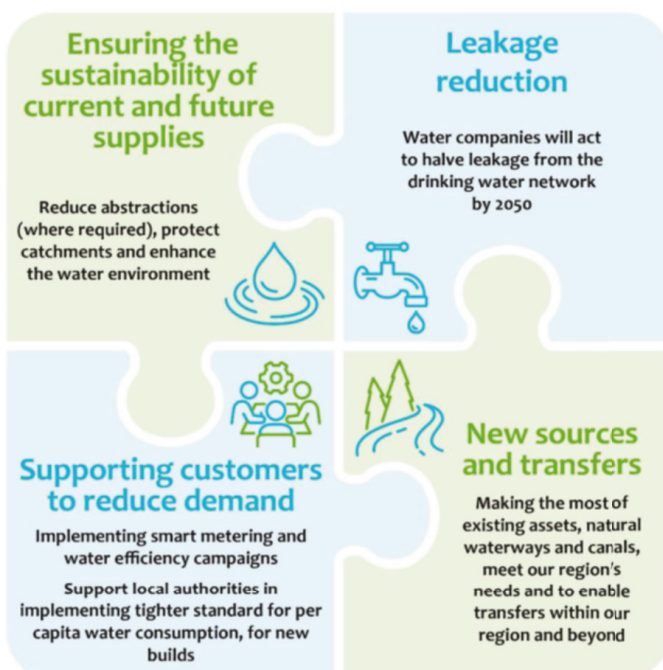 Ensuring the
sustainability of
current and future
supplies
Reduce abstractions
(where required), protect
catchments and enhance
the water environment
Leakage
reduction
Water companies will act
to halve leakage from the
drinking water network
by 2050
Supporting customers
to reduce demand
Implementing smart metering and
water efficiency campaigns
Support local authorities in
implementing tighter standard for per
capita water consumption, for new
builds
New sources
and transfers
Making the most of
existing assets, natural
waterways and canals,
meet our region's
needs and to enable
transfers within our
region and beyond